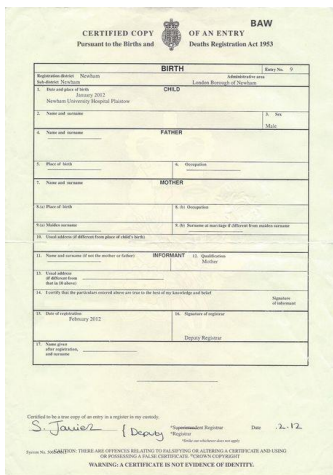 BAW
CERTIFIED COPY OF AN ENTRY
Pursuant to the Births and Deaths Registration Act 1953
BIRTH Entry No. 9
Registration district Newham Administrative area
Sub-district Newham London Borough of Newham
1. Date and place of birth CHILD
January 2012
Newham University Hospital Plaistow
2. Name and surname 3. Sex
Male
4. Name and surname FATHER
5. Place of birth 6. Occupation
7. Name and surname MOTHER
8.(a) Place of birth 8. (b) Occupation
9.(a) Maiden surname 9. (b) Surname at marriage if different from maiden surname
10. Usual address (if different from place of child's birth)
11. Name and surname (if not the mother or father) INFORMANT 12. Qualification
Mother
13. Usual address
(if different from
that in 10 above)
14. I certify that the particulars entered above are true to the best of my knowledge and belief
Signature
of informant
15. Date of registration 16. Signature of registrar
February 2012
Deputy Registrar
17. Name given
after registration,
and surname
Certified to be a true copy of an entry in a register in my custody.
Deputy *Superintendent Registrar Date .2.12
*Registrar
*Strike out whichever does not apply
System No. CAUTION: THERE ARE OFFENCES RELATING TO FALSIFYING OR ALTERING A CERTIFICATE AND USING
OR POSSESSING A FALSE CERTIFICATE *CROWN COPYRIGHT
WARNING: A CERTIFICATE IS NOT EVIDENCE OF IDENTITY.